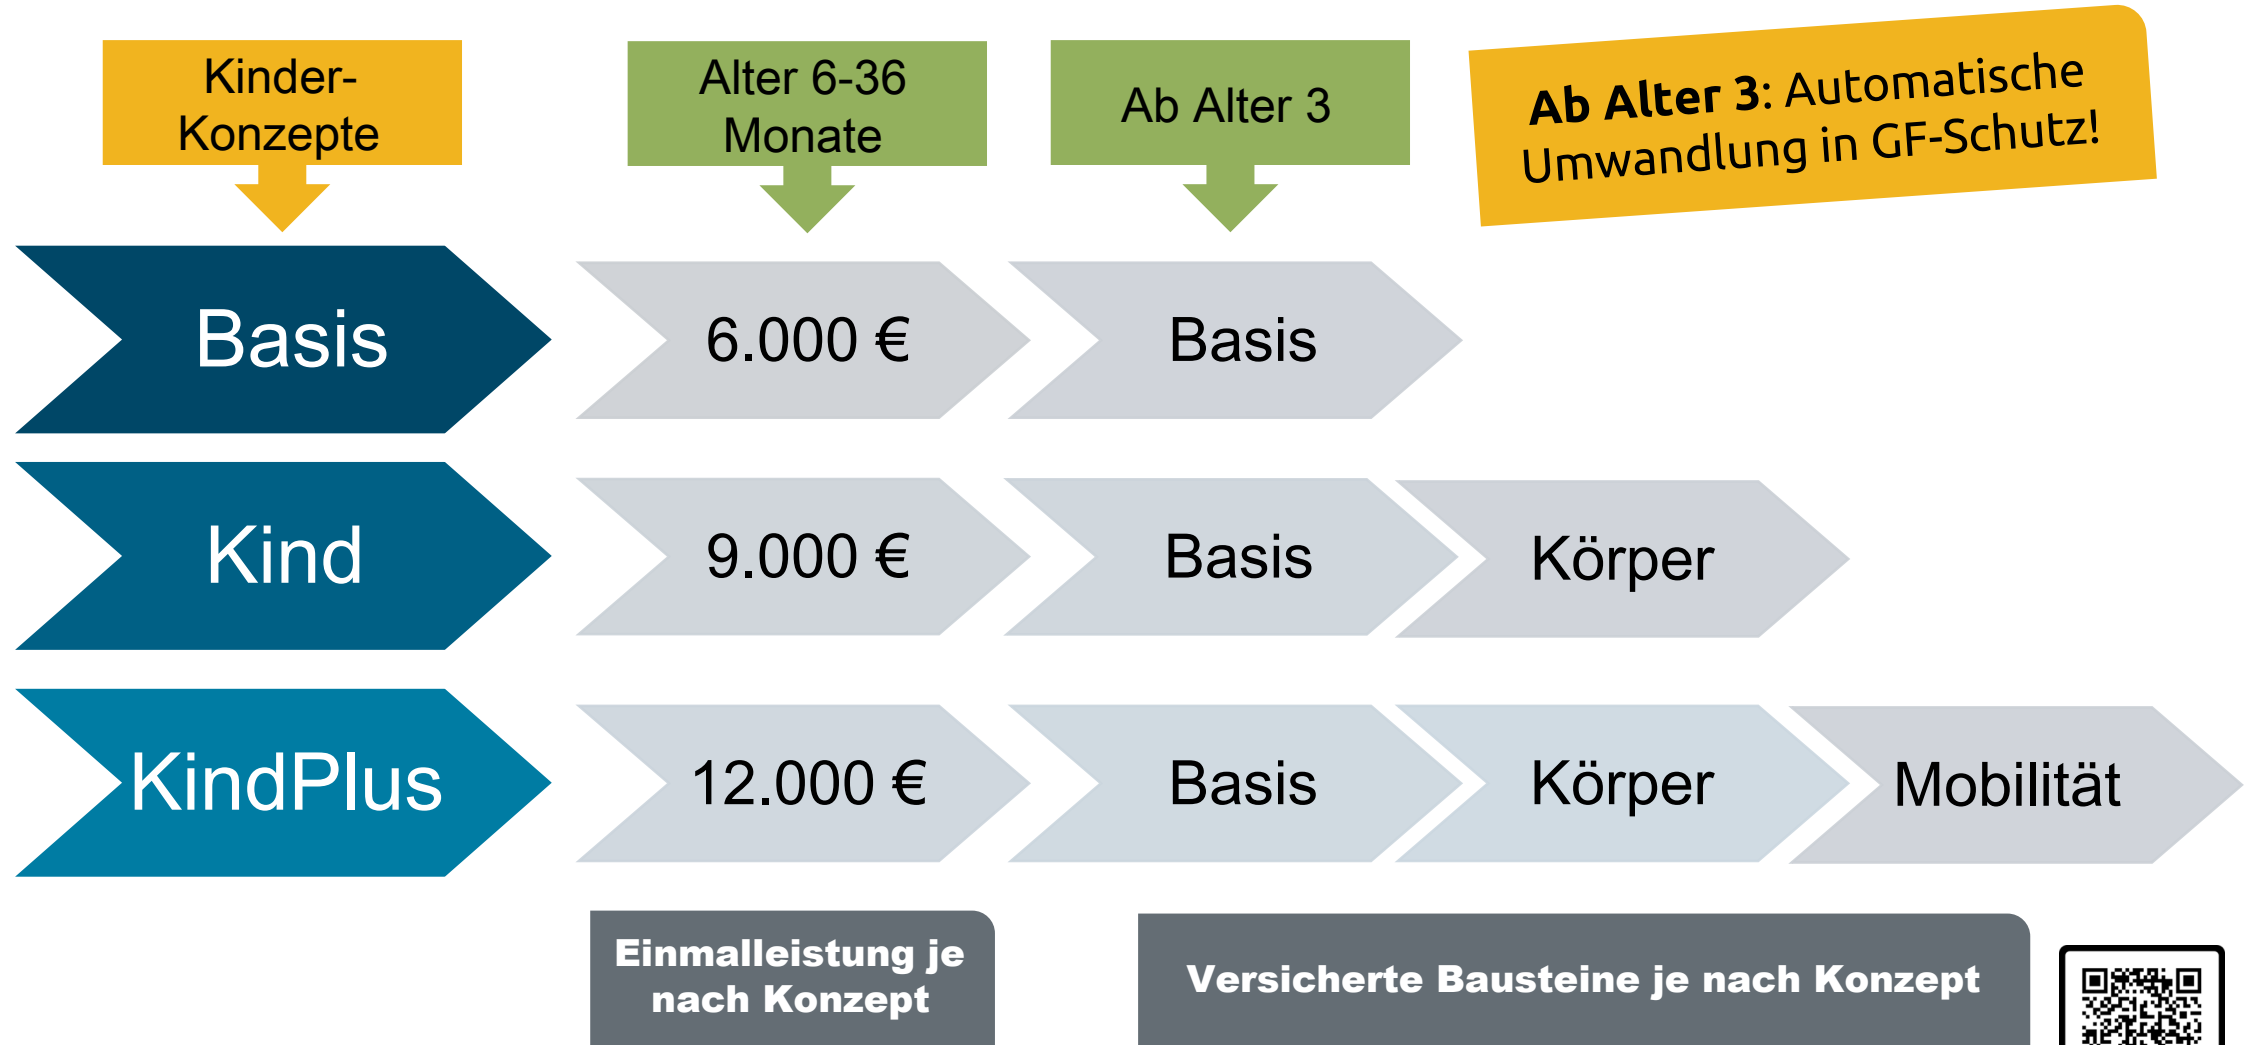 Kinder-
Konzepte
Alter 6-36
Monate
Ab Alter 3
Ab Alter 3: Automatische
Umwandlung in GF-Schutz!
Basis
6.000 €
Basis
Kind
9.000 €
Basis
Körper
KindPlus
12.000 €
Basis
Körper
Mobilität
Einmalleistung je
nach Konzept
Versicherte Bausteine je nach Konzept